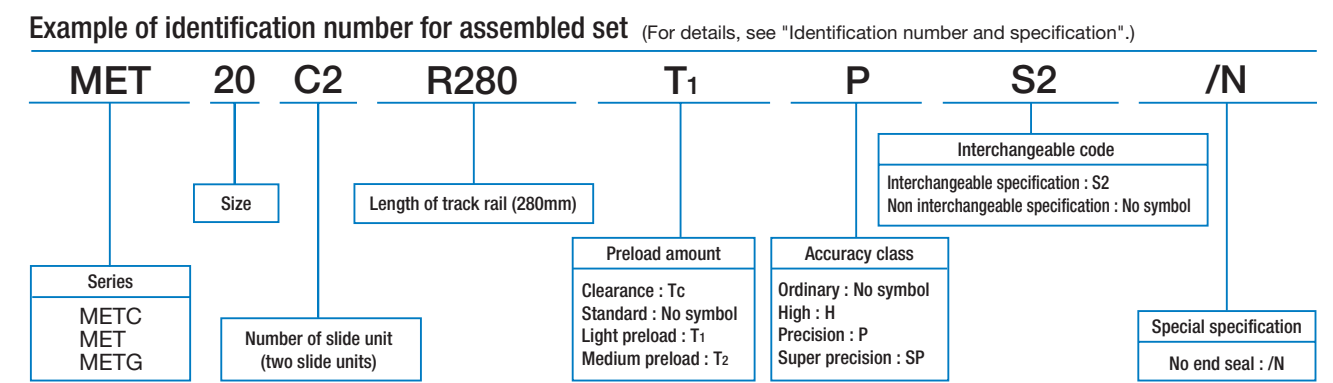 Example of identification number for assembled set (For details, see "Identification number and specification".)
MET 20 C2 R280 T1 P S2 /N
Interchangeable code
Interchangeable specification : S2
Non interchangeable specification : No symbol
Size
Length of track rail (280mm)
Preload amount
Clearance : Tc
Standard : No symbol
Light preload : T1
Medium preload : T2
Accuracy class
Ordinary : No symbol
High : H
Precision : P
Super precision : SP
Series
METC
MET
METG
Number of slide unit
(two slide units)
Special specification
No end seal : /N